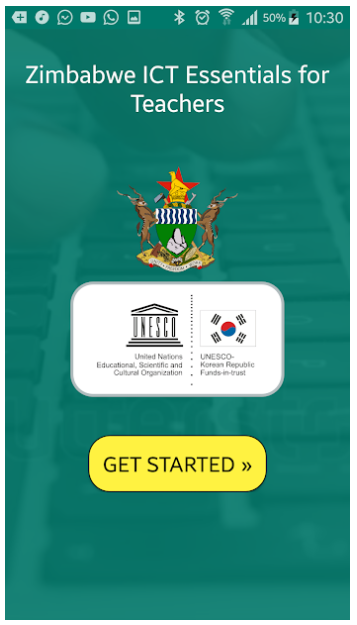 50% 10:30
Zimbabwe ICT Essentials for
Teachers
UNESCO
United Nations
Educational, Scientific and
Cultural Organization
UNESCO-
Korean Republic
Funds-in-trust
GET STARTED »